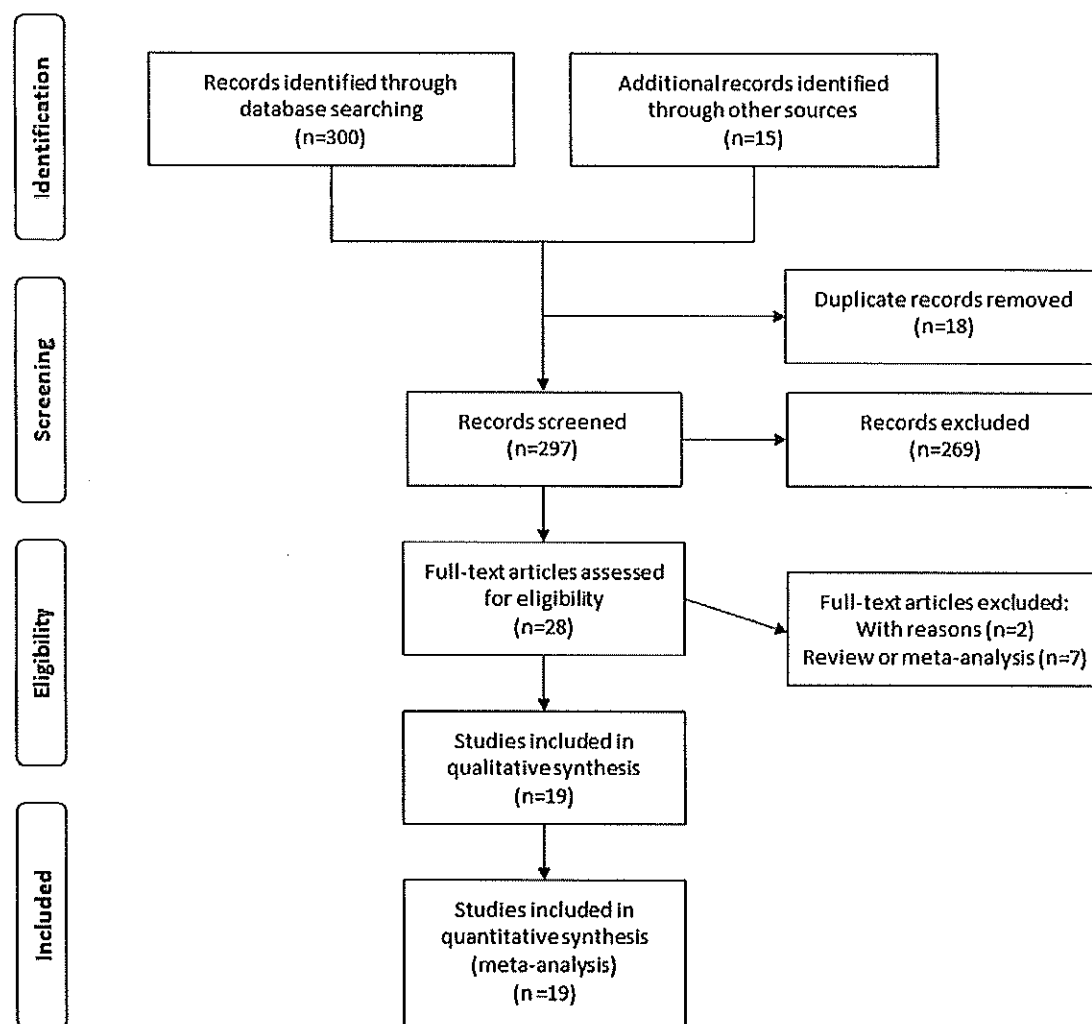 Identification
Records identified through
database searching
(n=300)
Additional records identified
through other sources
(n=15)
Screening
Duplicate records removed
(n=18)
Records screened
(n=297)
Records excluded
(n=269)
Eligibility
Full-text articles assessed
for eligibility
(n=28)
Full-text articles excluded:
With reasons (n=2)
Review or meta-analysis (n=7)
Studies included in
qualitative synthesis
(n=19)
Included
Studies included in
quantitative synthesis
(meta-analysis)
(n=19)